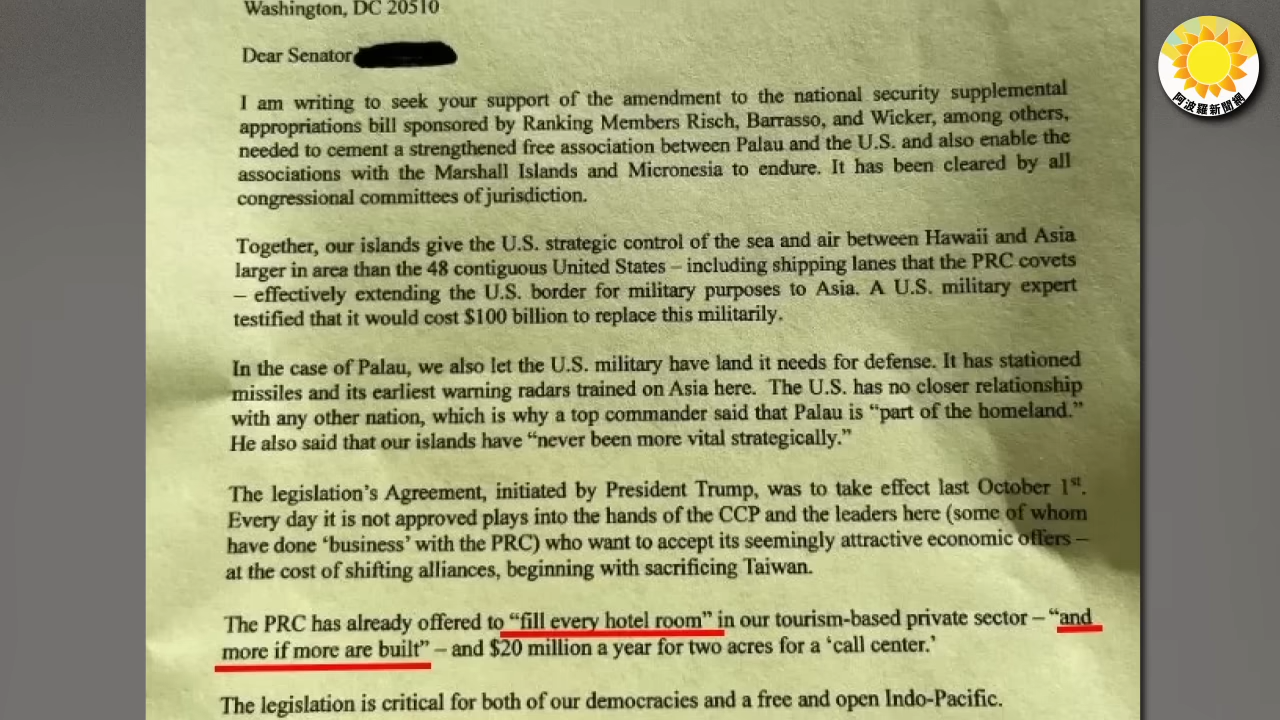 Washington, DC 20510
Dear Senator
I am writing to seek your support of the amendment to the national security supplemental
appropriations bill sponsored by Ranking Members Risch, Barrasso, and Wicker, among others,
needed to cement a strengthened free association between Palau and the U.S. and also enable the
associations with the Marshall Islands and Micronesia to endure. It has been cleared by all
congressional committees of jurisdiction.
Together, our islands give the U.S. strategic control of the sea and air between Hawaii and Asia
larger in area than the 48 contiguous United States – including shipping lanes that the PRC covets
– effectively extending the U.S. border for military purposes to Asia. A U.S. military expert
testified that it would cost $100 billion to replace this militarily.
In the case of Palau, we also let the U.S. military have land it needs for defense. It has stationed
missiles and its earliest warning radars trained on Asia here. The U.S. has no closer relationship
with any other nation, which is why a top commander said that Palau is “part of the homeland.”
He also said that our islands have “never been more vital strategically.”
The legislation’s Agreement, initiated by President Trump, was to take effect last October 1st.
Every day it is not approved plays into the hands of the CCP and the leaders here (some of whom
have done ‘business’ with the PRC) who want to accept its seemingly attractive economic offers –
at the cost of shifting alliances, beginning with sacrificing Taiwan.
The PRC has already offered to “fill every hotel room” in our tourism-based private sector – “and
more if more are built” – and $20 million a year for two acres for a ‘call center.’
The legislation is critical for both of our democracies and a free and open Indo-Pacific.
阿波羅新聞網